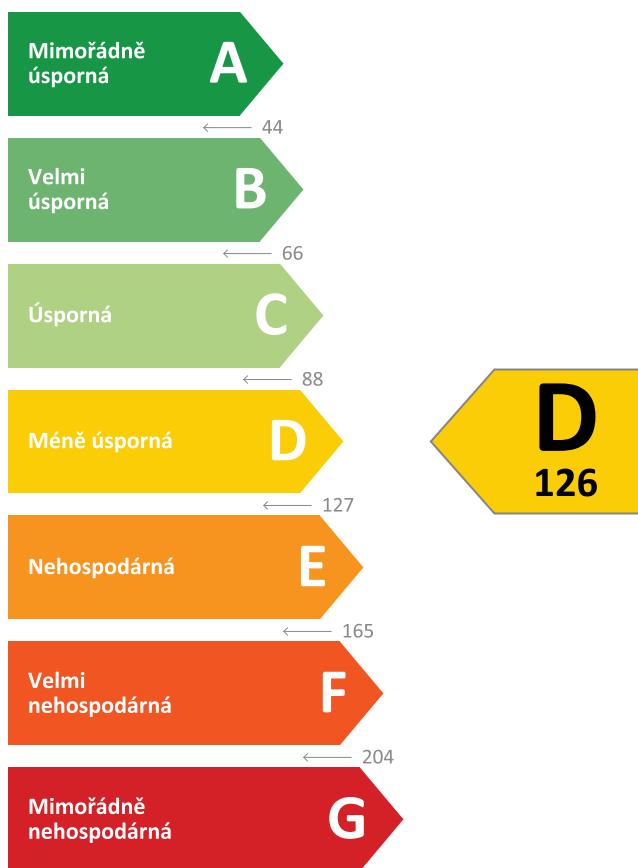 Mimořádně
úsporná
A
44
Velmi
úsporná
B
66
Úsporná
C
88
Méně úsporná
D
D
126
127
Nehospodárná
E
165
Velmi
nehospodárná
F
204
Mimořádně
nehospodárná
G